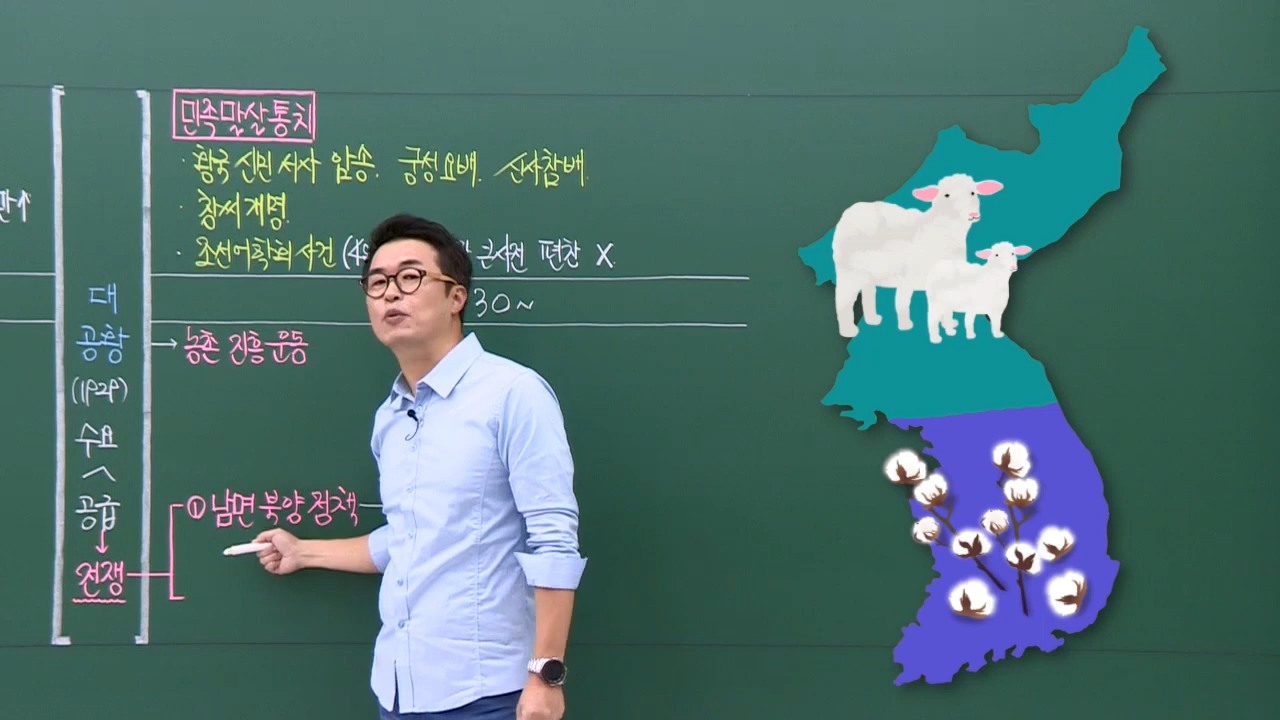 민족말살통치
· 황국 신민 서사 암송. 궁성요배. 신사참배.
· 창씨 개명.
· 조선어학회 사건 (4 큰사전 편찬 X
만↑
30~
대
공황
(1929)
수요
^
공급
↓
전쟁
→ 농촌 진흥 운동
① 남면 북양 정책